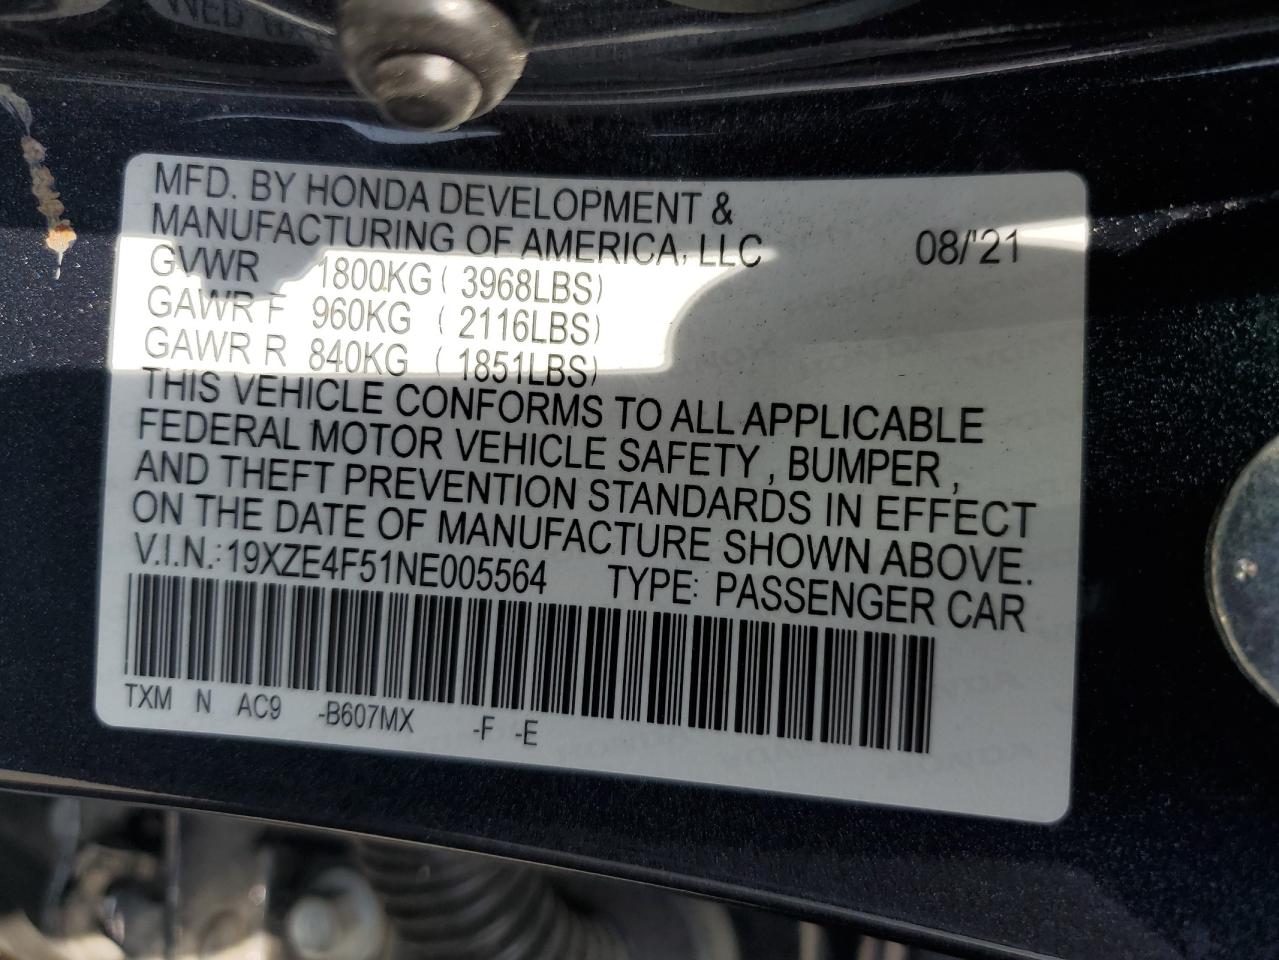 MFD. BY HONDA DEVELOPMENT &
MANUFACTURING OF AMERICA, LLC 08/'21
GVWR 1800KG ( 3968LBS)
GAWR F 960KG ( 2116LBS)
GAWR R 840KG ( 1851LBS)
THIS VEHICLE CONFORMS TO ALL APPLICABLE
FEDERAL MOTOR VEHICLE SAFETY , BUMPER ,
AND THEFT PREVENTION STANDARDS IN EFFECT
ON THE DATE OF MANUFACTURE SHOWN ABOVE.
V.I.N.: 19XZE4F51NE005564 TYPE: PASSENGER CAR
TXM N AC9 -B607MX -F -E